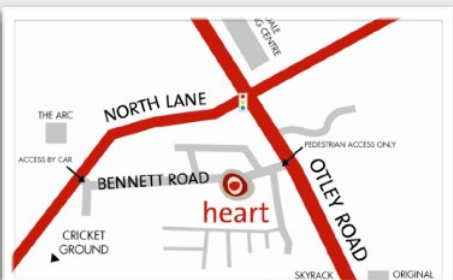 NORTH LANE
THE ARC
ACCESS BY CAR
PEDESTRIAN ACCESS ONLY
BENNETT ROAD
OTLEY ROAD
heart
CRICKET
GROUND
SKYRACK
ORIGINAL